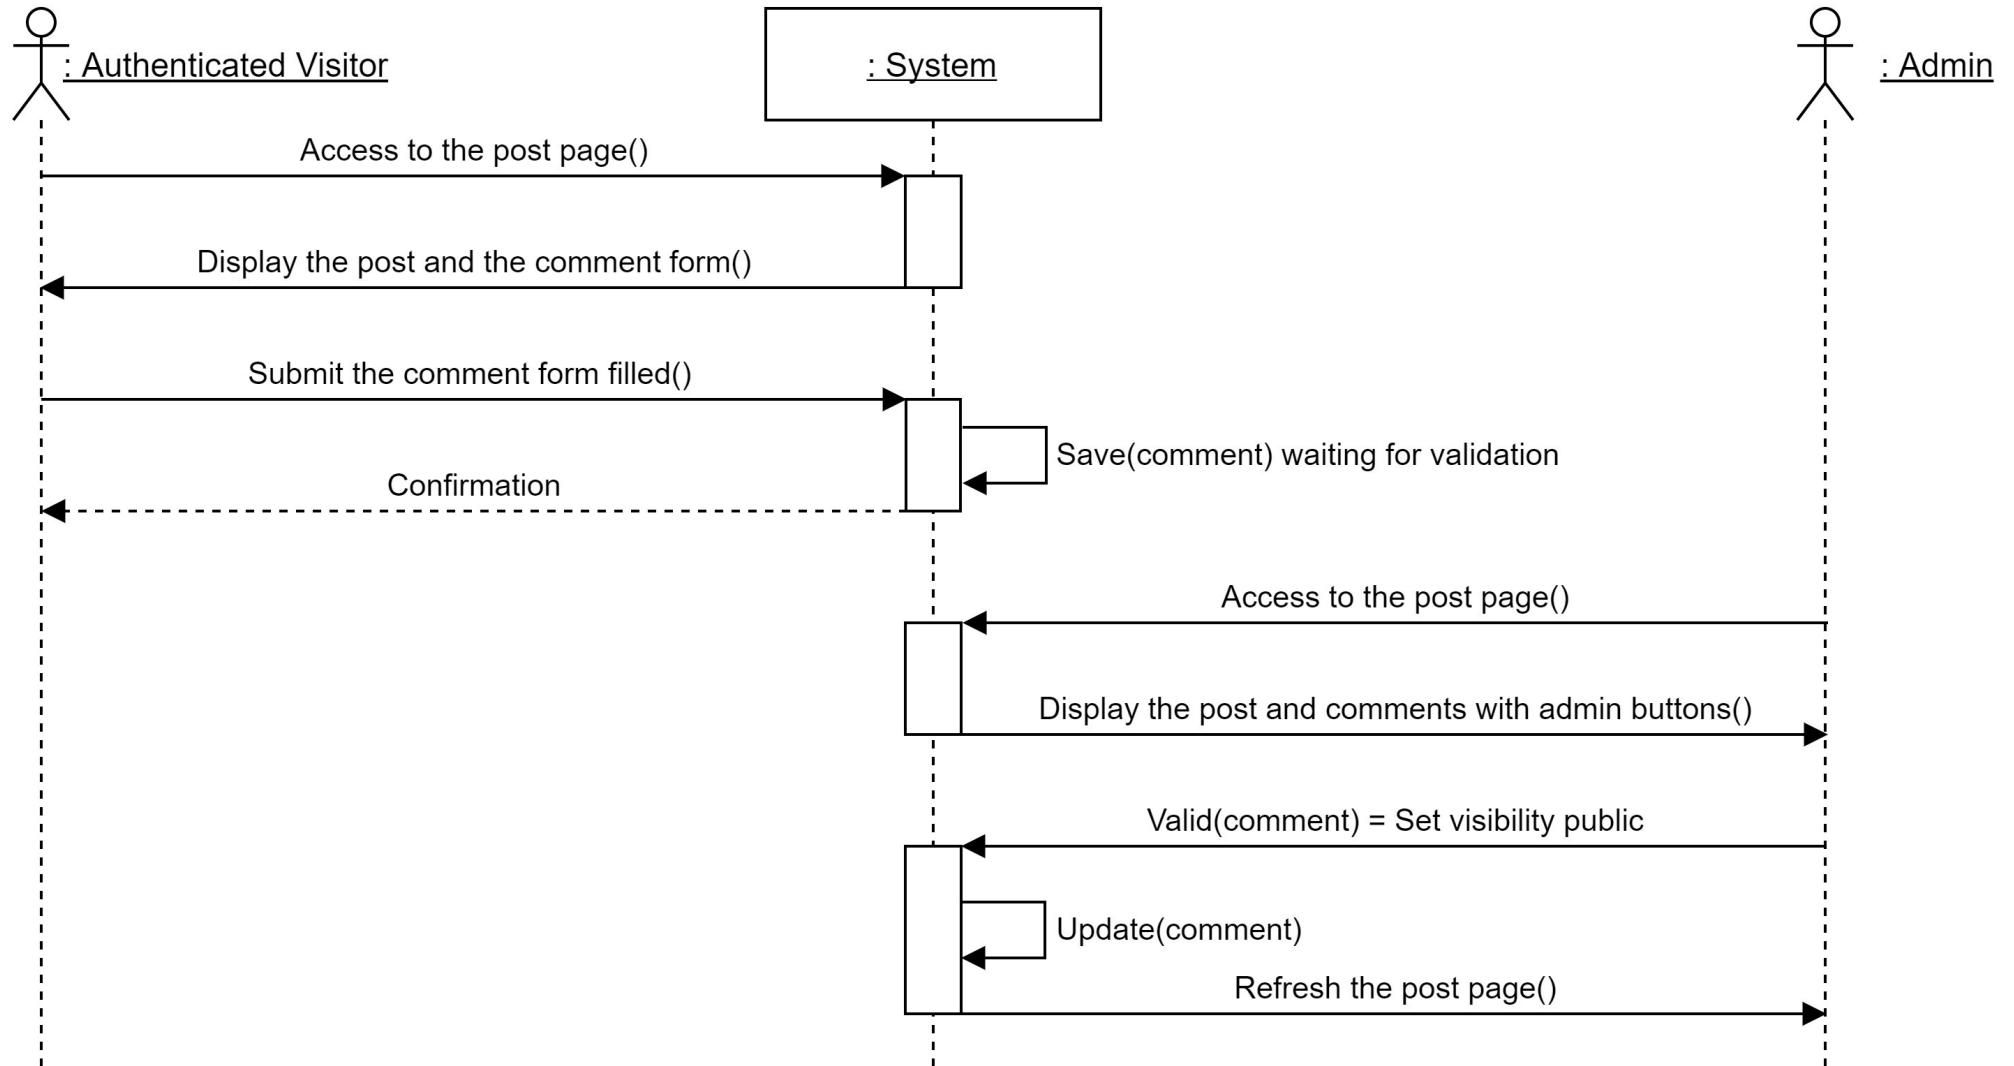 : Authenticated Visitor
: System
: Admin
Access to the post page()
Display the post and the comment form()
Submit the comment form filled()
Save(comment) waiting for validation
Confirmation
Access to the post page()
Display the post and comments with admin buttons()
Valid(comment) = Set visibility public
Update(comment)
Refresh the post page()